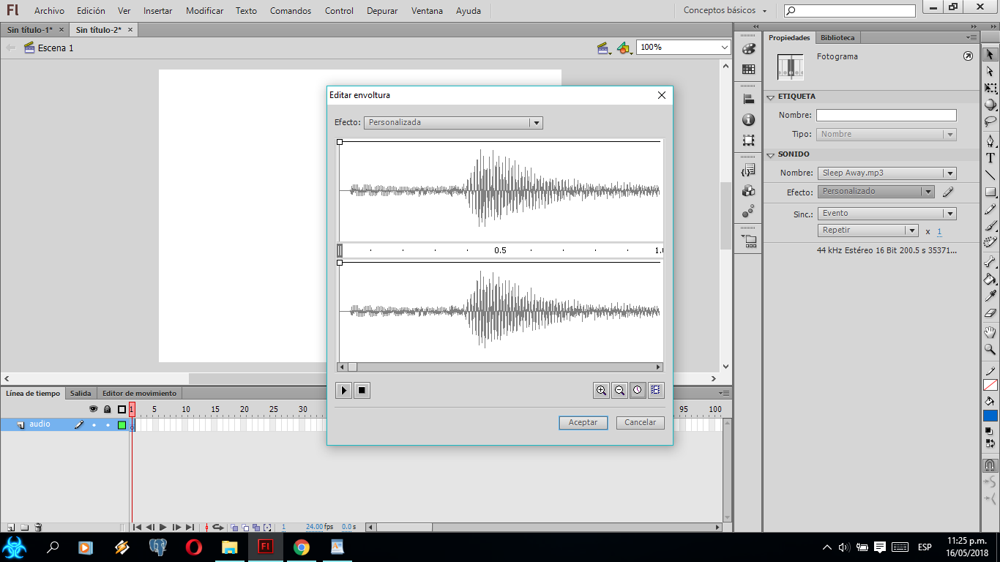 Fl Archivo Edición Ver Insertar Modificar Texto Comandos Control Depurar Ventana Ayuda Conceptos básicos
Sin título-1* Sin título-2*
Escena 1 100%
Propiedades Biblioteca
Fotograma
ETIQUETA
Nombre:
Tipo: Nombre
SONIDO
Nombre: Sleep Away.mp3
Efecto: Personalizado
Sinc.: Evento
Repetir x 1
44 kHz Estéreo 16 Bit 200.5 s 35371...
Editar envoltura
Efecto: Personalizada
0.5
Aceptar Cancelar
Línea de tiempo Salida Editor de movimiento
1 5 10 15 20 25 30 95 100
audio
1 24.00 fps 0.0 s
Fl ESP 11:25 p.m.
16/05/2018